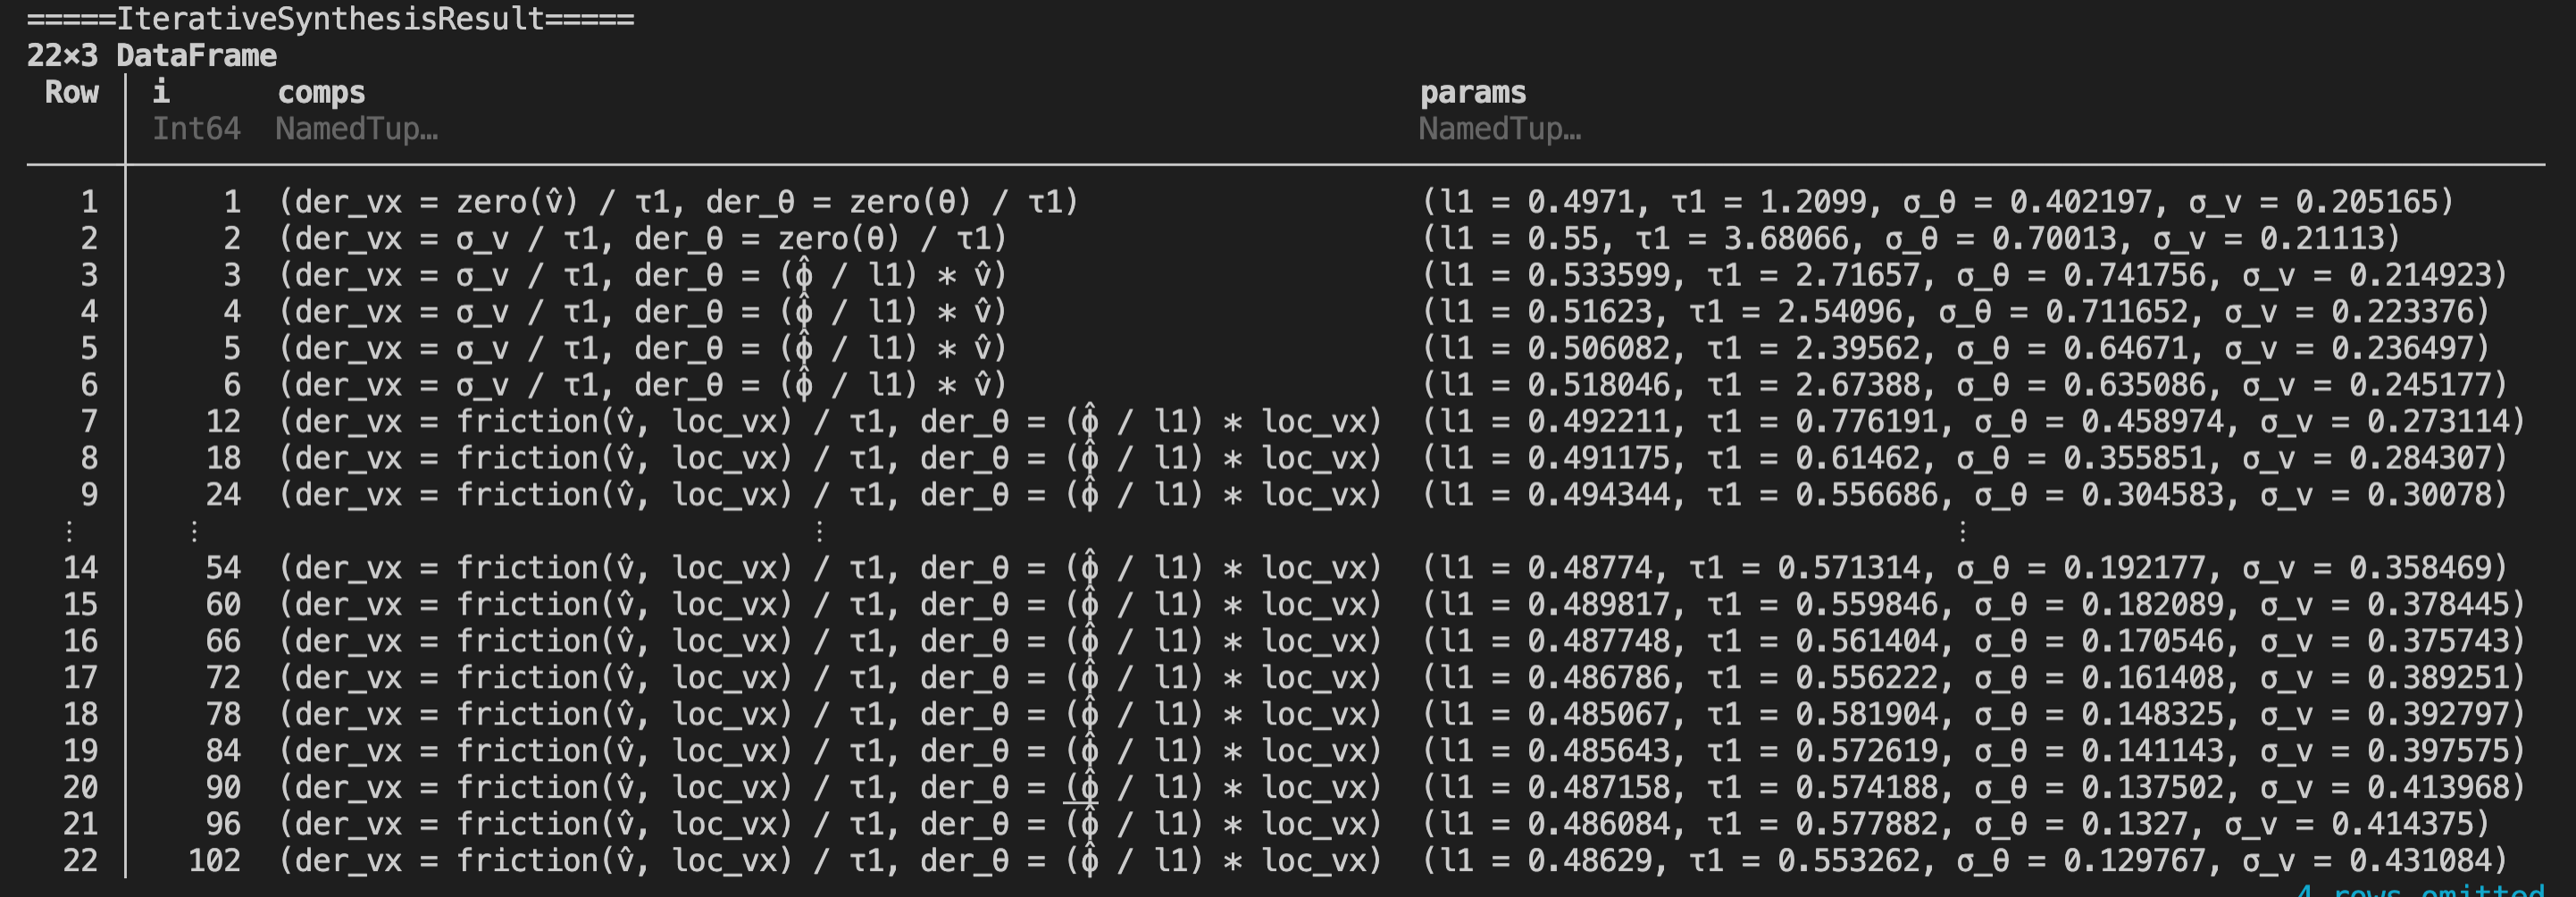 =====IterativeSynthesisResult=====
22×3 DataFrame
Row i comps params
Int64 NamedTup… NamedTup…
1 1 (der_vx = zero(v̂) / τ1, der_θ = zero(θ) / τ1) (l1 = 0.4971, τ1 = 1.2099, σ_θ = 0.402197, σ_v = 0.205165)
2 2 (der_vx = σ_v / τ1, der_θ = zero(θ) / τ1) (l1 = 0.55, τ1 = 3.68066, σ_θ = 0.70013, σ_v = 0.21113)
3 3 (der_vx = σ_v / τ1, der_θ = (ϕ̂ / l1) * v̂) (l1 = 0.533599, τ1 = 2.71657, σ_θ = 0.741756, σ_v = 0.214923)
4 4 (der_vx = σ_v / τ1, der_θ = (ϕ̂ / l1) * v̂) (l1 = 0.51623, τ1 = 2.54096, σ_θ = 0.711652, σ_v = 0.223376)
5 5 (der_vx = σ_v / τ1, der_θ = (ϕ̂ / l1) * v̂) (l1 = 0.506082, τ1 = 2.39562, σ_θ = 0.64671, σ_v = 0.236497)
6 6 (der_vx = σ_v / τ1, der_θ = (ϕ̂ / l1) * v̂) (l1 = 0.518046, τ1 = 2.67388, σ_θ = 0.635086, σ_v = 0.245177)
7 12 (der_vx = friction(v̂, loc_vx) / τ1, der_θ = (ϕ̂ / l1) * loc_vx) (l1 = 0.492211, τ1 = 0.776191, σ_θ = 0.458974, σ_v = 0.273114)
8 18 (der_vx = friction(v̂, loc_vx) / τ1, der_θ = (ϕ̂ / l1) * loc_vx) (l1 = 0.491175, τ1 = 0.61462, σ_θ = 0.355851, σ_v = 0.284307)
9 24 (der_vx = friction(v̂, loc_vx) / τ1, der_θ = (ϕ̂ / l1) * loc_vx) (l1 = 0.494344, τ1 = 0.556686, σ_θ = 0.304583, σ_v = 0.30078)
⋮ ⋮ ⋮ ⋮
14 54 (der_vx = friction(v̂, loc_vx) / τ1, der_θ = (ϕ̂ / l1) * loc_vx) (l1 = 0.48774, τ1 = 0.571314, σ_θ = 0.192177, σ_v = 0.358469)
15 60 (der_vx = friction(v̂, loc_vx) / τ1, der_θ = (ϕ̂ / l1) * loc_vx) (l1 = 0.489817, τ1 = 0.559846, σ_θ = 0.182089, σ_v = 0.378445)
16 66 (der_vx = friction(v̂, loc_vx) / τ1, der_θ = (ϕ̂ / l1) * loc_vx) (l1 = 0.487748, τ1 = 0.561404, σ_θ = 0.170546, σ_v = 0.375743)
17 72 (der_vx = friction(v̂, loc_vx) / τ1, der_θ = (ϕ̂ / l1) * loc_vx) (l1 = 0.486786, τ1 = 0.556222, σ_θ = 0.161408, σ_v = 0.389251)
18 78 (der_vx = friction(v̂, loc_vx) / τ1, der_θ = (ϕ̂ / l1) * loc_vx) (l1 = 0.485067, τ1 = 0.581904, σ_θ = 0.148325, σ_v = 0.392797)
19 84 (der_vx = friction(v̂, loc_vx) / τ1, der_θ = (ϕ̂ / l1) * loc_vx) (l1 = 0.485643, τ1 = 0.572619, σ_θ = 0.141143, σ_v = 0.397575)
20 90 (der_vx = friction(v̂, loc_vx) / τ1, der_θ = (ϕ̂ / l1) * loc_vx) (l1 = 0.487158, τ1 = 0.574188, σ_θ = 0.137502, σ_v = 0.413968)
21 96 (der_vx = friction(v̂, loc_vx) / τ1, der_θ = (ϕ̂ / l1) * loc_vx) (l1 = 0.486084, τ1 = 0.577882, σ_θ = 0.1327, σ_v = 0.414375)
22 102 (der_vx = friction(v̂, loc_vx) / τ1, der_θ = (ϕ̂ / l1) * loc_vx) (l1 = 0.48629, τ1 = 0.553262, σ_θ = 0.129767, σ_v = 0.431084)
4 rows omitted